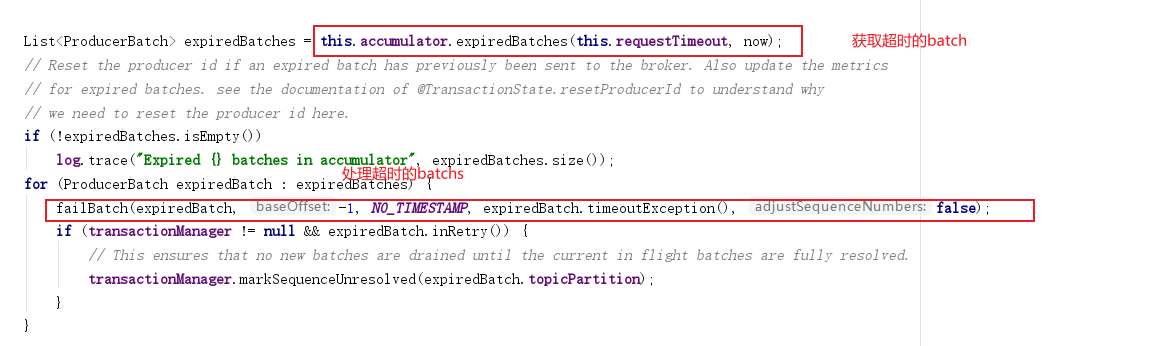 List<ProducerBatch> expiredBatches = this.accumulator.expiredBatches(this.requestTimeout, now); 获取超时的batch
// Reset the producer id if an expired batch has previously been sent to the broker. Also update the metrics
// for expired batches. see the documentation of @TransactionState.resetProducerId to understand why
// we need to reset the producer id here.
if (!expiredBatches.isEmpty())
log.trace("Expired {} batches in accumulator", expiredBatches.size());
处理超时的batchs
for (ProducerBatch expiredBatch : expiredBatches) {
failBatch(expiredBatch, baseOffset: -1, NO_TIMESTAMP, expiredBatch.timeoutException(), adjustSequenceNumbers: false);
if (transactionManager != null && expiredBatch.inRetry()) {
// This ensures that no new batches are drained until the current in flight batches are fully resolved.
transactionManager.markSequenceUnresolved(expiredBatch.topicPartition);
}
}